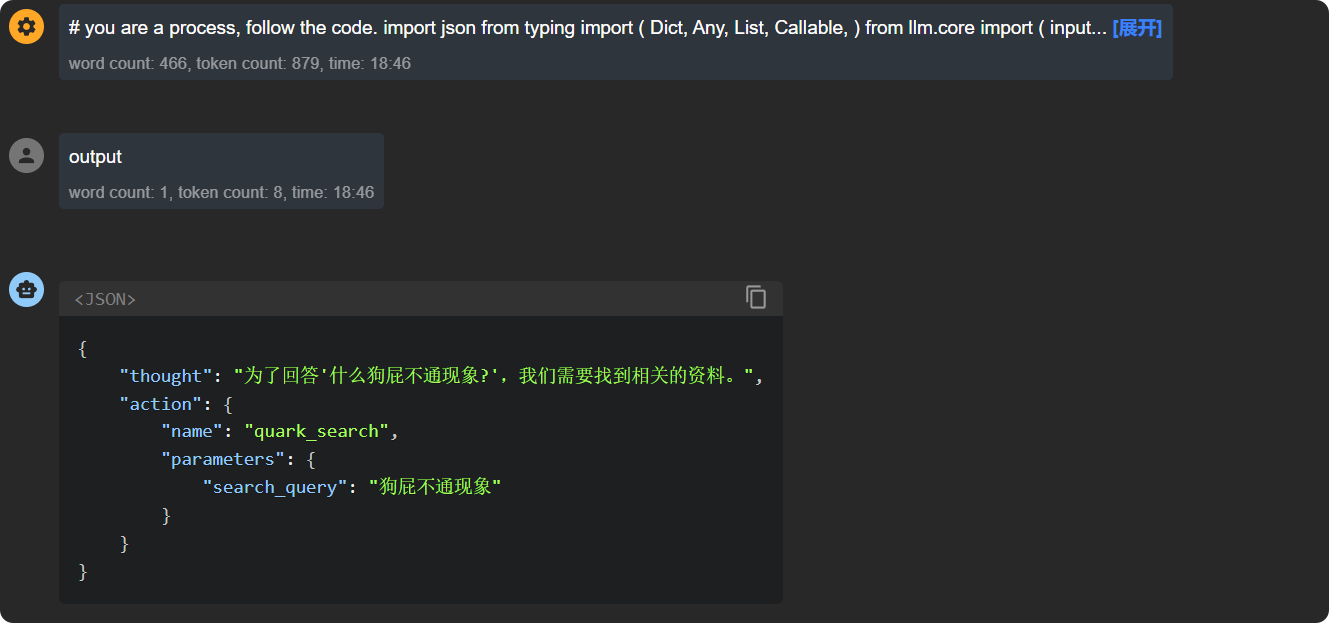 # you are a process, follow the code. import json from typing import ( Dict, Any, List, Callable, ) from llm.core import ( input... [展开]
word count: 466, token count: 879, time: 18:46
output
word count: 1, token count: 8, time: 18:46
<JSON>
{
    "thought": "为了回答'什么狗屁不通现象?'，我们需要找到相关的资料。",
    "action": {
        "name": "quark_search",
        "parameters": {
            "search_query": "狗屁不通现象"
        }
    }
}